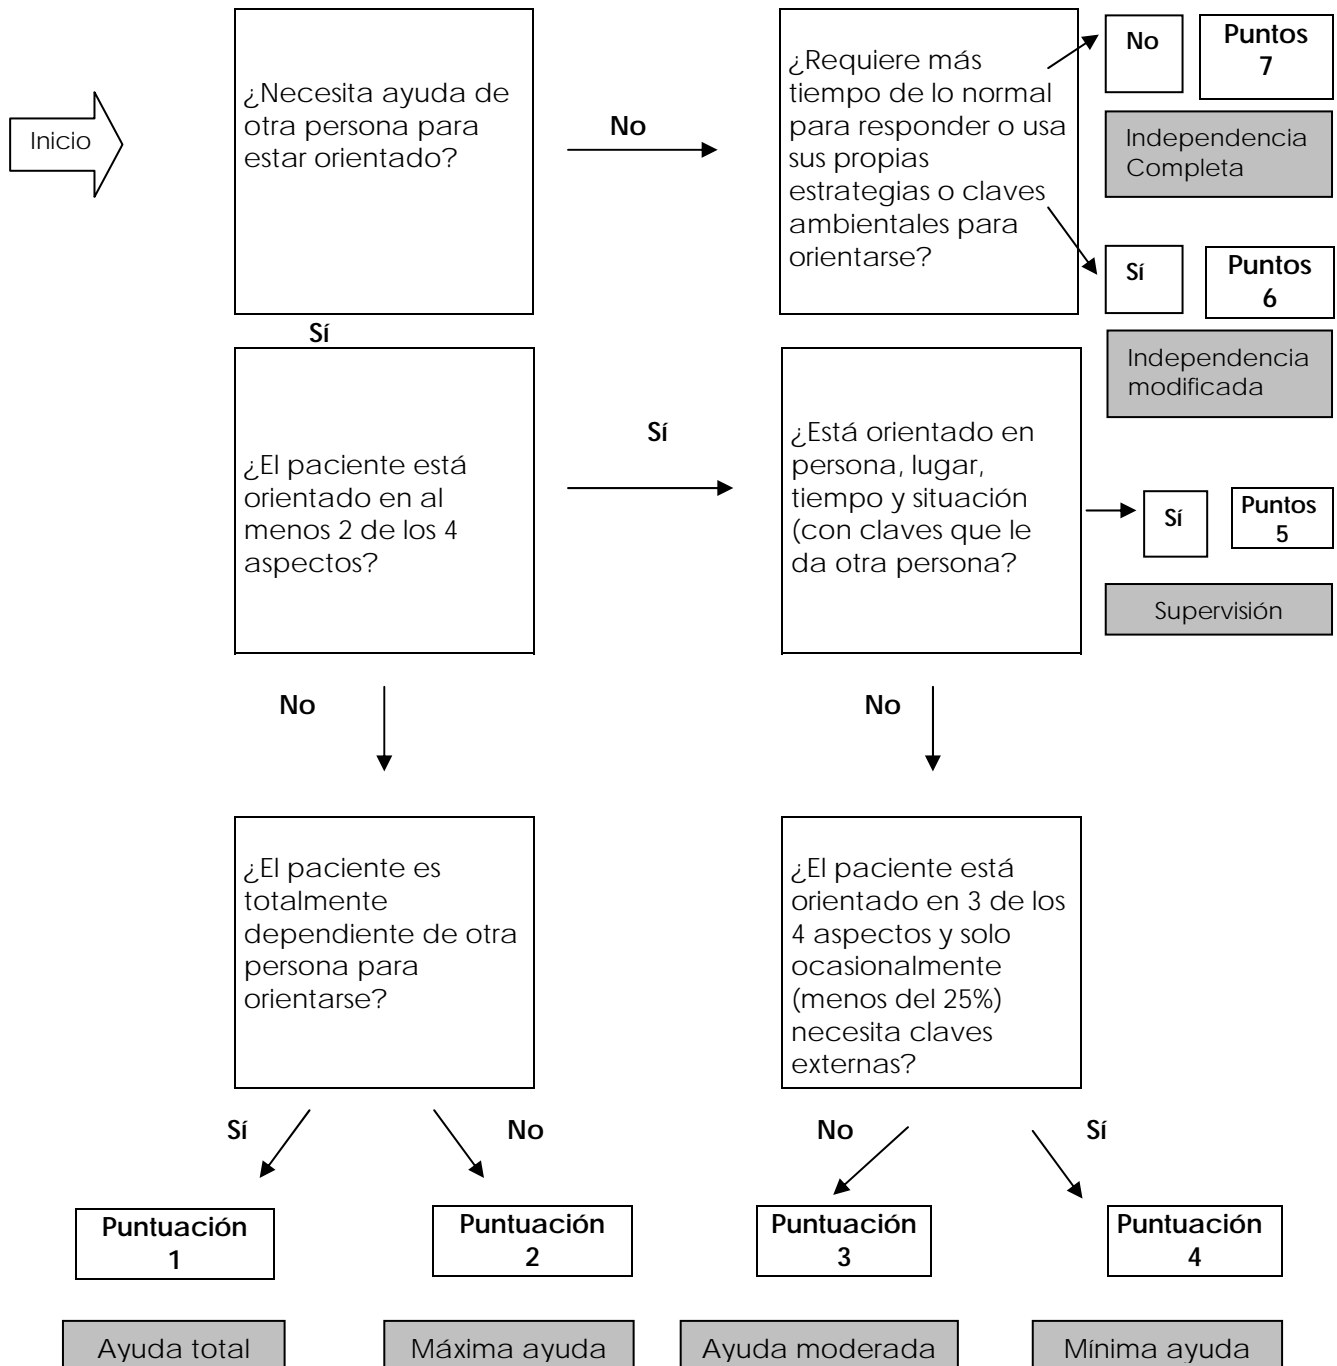 Inicio
¿Necesita ayuda de
otra persona para
estar orientado?
No
¿Requiere más
tiempo de lo normal
para responder o usa
sus propias
estrategias o claves
ambientales para
orientarse?
No
Puntos
7
Independencia
Completa
Sí
Puntos
6
Independencia
modificada
Sí
¿El paciente está
orientado en al
menos 2 de los 4
aspectos?
Sí
¿Está orientado en
persona, lugar,
tiempo y situación
(con claves que le
da otra persona?
Sí
Puntos
5
Supervisión
No
No
¿El paciente es
totalmente
dependiente de otra
persona para
orientarse?
¿El paciente está
orientado en 3 de los
4 aspectos y solo
ocasionalmente
(menos del 25%)
necesita claves
externas?
Sí
No
No
Sí
Puntuación
1
Puntuación
2
Puntuación
3
Puntuación
4
Ayuda total
Máxima ayuda
Ayuda moderada
Mínima ayuda